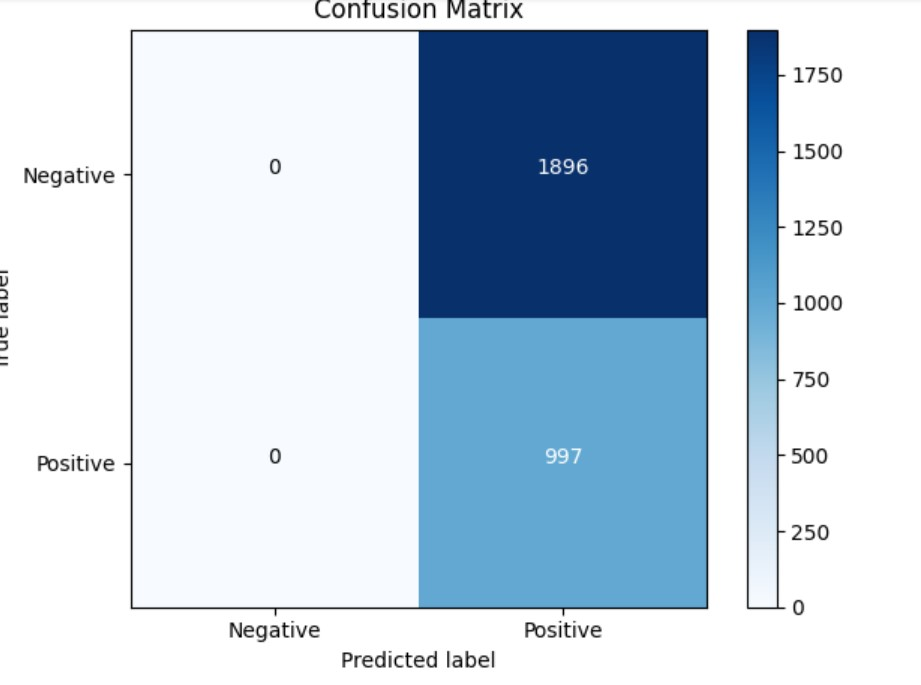 Confusion Matrix
0
1896
Negative
0
997
Positive
Negative
Positive
Predicted label
label
1750
1500
1250
1000
750
500
250
0